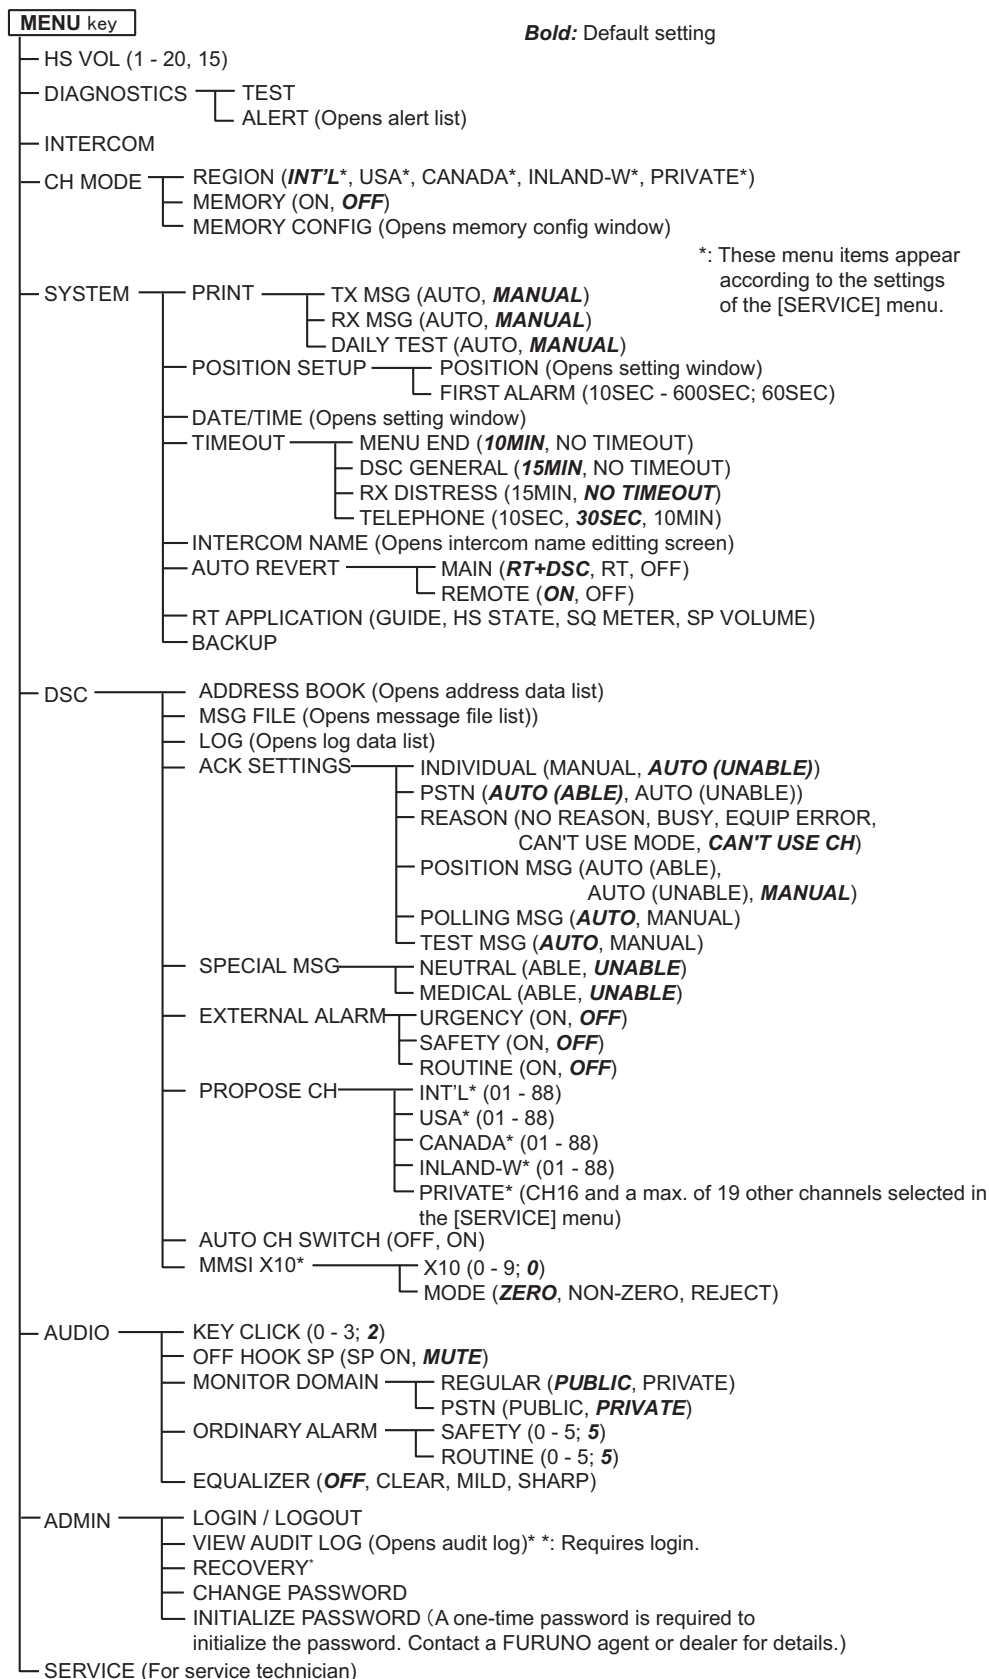 MENU key
Bold: Default setting
HS VOL (1 - 20, 15)
DIAGNOSTICS
TEST
ALERT (Opens alert list)
INTERCOM
CH MODE
REGION (INT'L*, USA*, CANADA*, INLAND-W*, PRIVATE*)
MEMORY (ON, OFF)
MEMORY CONFIG (Opens memory config window)
*: These menu items appear
according to the settings
of the [SERVICE] menu.
SYSTEM
PRINT
TX MSG (AUTO, MANUAL)
RX MSG (AUTO, MANUAL)
DAILY TEST (AUTO, MANUAL)
POSITION SETUP
POSITION (Opens setting window)
FIRST ALARM (10SEC - 600SEC; 60SEC)
DATE/TIME (Opens setting window)
TIMEOUT
MENU END (10MIN, NO TIMEOUT)
DSC GENERAL (15MIN, NO TIMEOUT)
RX DISTRESS (15MIN, NO TIMEOUT)
TELEPHONE (10SEC, 30SEC, 10MIN)
INTERCOM NAME (Opens intercom name editting screen)
AUTO REVERT
MAIN (RT+DSC, RT, OFF)
REMOTE (ON, OFF)
RT APPLICATION (GUIDE, HS STATE, SQ METER, SP VOLUME)
BACKUP
DSC
ADDRESS BOOK (Opens address data list)
MSG FILE (Opens message file list))
LOG (Opens log data list)
ACK SETTINGS
INDIVIDUAL (MANUAL, AUTO (UNABLE))
PSTN (AUTO (ABLE), AUTO (UNABLE))
REASON (NO REASON, BUSY, EQUIP ERROR,
CAN'T USE MODE, CAN'T USE CH)
POSITION MSG (AUTO (ABLE),
AUTO (UNABLE), MANUAL)
POLLING MSG (AUTO, MANUAL)
TEST MSG (AUTO, MANUAL)
SPECIAL MSG
NEUTRAL (ABLE, UNABLE)
MEDICAL (ABLE, UNABLE)
EXTERNAL ALARM
URGENCY (ON, OFF)
SAFETY (ON, OFF)
ROUTINE (ON, OFF)
PROPOSE CH
INT'L* (01 - 88)
USA* (01 - 88)
CANADA* (01 - 88)
INLAND-W* (01 - 88)
PRIVATE* (CH16 and a max. of 19 other channels selected in
the [SERVICE] menu)
AUTO CH SWITCH (OFF, ON)
MMSI X10*
X10 (0 - 9; 0)
MODE (ZERO, NON-ZERO, REJECT)
AUDIO
KEY CLICK (0 - 3; 2)
OFF HOOK SP (SP ON, MUTE)
MONITOR DOMAIN
REGULAR (PUBLIC, PRIVATE)
PSTN (PUBLIC, PRIVATE)
ORDINARY ALARM
SAFETY (0 - 5; 5)
ROUTINE (0 - 5; 5)
EQUALIZER (OFF, CLEAR, MILD, SHARP)
ADMIN
LOGIN / LOGOUT
VIEW AUDIT LOG (Opens audit log)* *: Requires login.
RECOVERY*
CHANGE PASSWORD
INITIALIZE PASSWORD (A one-time password is required to
initialize the password. Contact a FURUNO agent or dealer for details.)
SERVICE (For service technician)